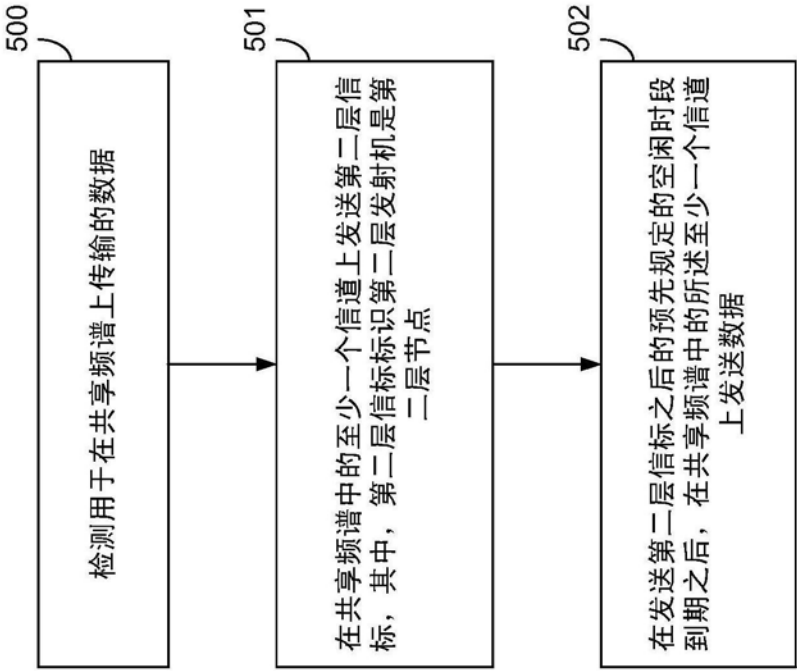 500
检测用于在共享频谱上传输的数据
501
在共享频谱中的至少一个信道上发送第二层信
标，其中，第二层信标标识第二层发射机是第
二层节点
502
在发送第二层信标之后的预先规定的空闲时段
到期之后，在共享频谱中的所述至少一个信道
上发送数据